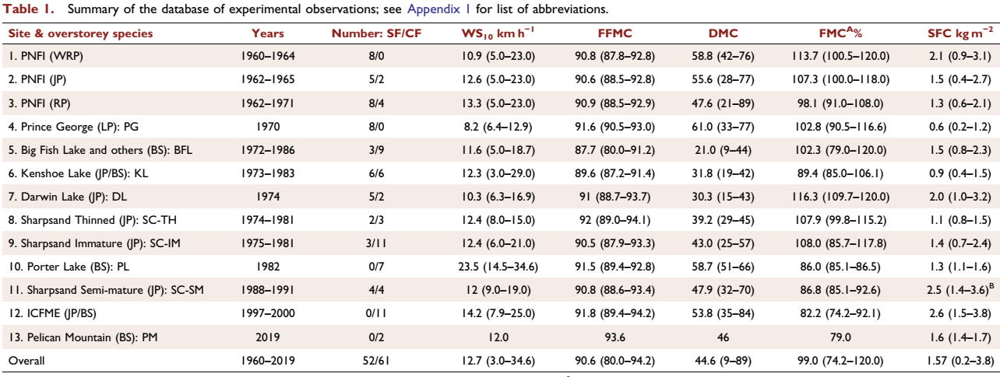 Table 1. Summary of the database of experimental observations; see Appendix 1 for list of abbreviations.
Site & overstorey species Years Number: SF/CF WS10 km h−1 FFMC DMC FMCA% SFC kg m−2
1. PNFI (WRP) 1960–1964 8/0 10.9 (5.0–23.0) 90.8 (87.8–92.8) 58.8 (42–76) 113.7 (100.5–120.0) 2.1 (0.9–3.1)
2. PNFI (JP) 1962–1965 5/2 12.6 (5.0–23.0) 90.6 (88.5–92.8) 55.6 (28–77) 107.3 (100.0–118.0) 1.5 (0.4–2.7)
3. PNFI (RP) 1962–1971 8/4 13.3 (5.0–23.0) 90.9 (88.5–92.9) 47.6 (21–89) 98.1 (91.0–108.0) 1.3 (0.6–2.1)
4. Prince George (LP): PG 1970 8/0 8.2 (6.4–12.9) 91.6 (90.5–93.0) 61.0 (33–77) 102.8 (90.5–116.6) 0.6 (0.2–1.2)
5. Big Fish Lake and others (BS): BFL 1972–1986 3/9 11.6 (5.0–18.7) 87.7 (80.0–91.2) 21.0 (9–44) 102.3 (79.0–120.0) 1.5 (0.8–2.3)
6. Kenshoe Lake (JP/BS): KL 1973–1983 6/6 12.3 (3.0–29.0) 89.6 (87.2–91.4) 31.8 (19–42) 89.4 (85.0–106.1) 0.9 (0.4–1.5)
7. Darwin Lake (JP): DL 1974 5/2 10.3 (6.3–16.9) 91 (88.7–93.7) 30.3 (15–43) 116.3 (109.7–120.0) 2.0 (1.0–3.2)
8. Sharpsand Thinned (JP): SC-TH 1974–1981 2/3 12.4 (8.0–15.0) 92 (89.0–94.1) 39.2 (29–45) 107.9 (99.8–115.2) 1.1 (0.8–1.5)
9. Sharpsand Immature (JP): SC-IM 1975–1981 3/11 12.4 (6.0–21.0) 90.5 (87.9–93.3) 43.0 (25–57) 108.0 (85.7–117.8) 1.4 (0.7–2.4)
10. Porter Lake (BS): PL 1982 0/7 23.5 (14.5–34.6) 91.5 (89.4–92.8) 58.7 (51–66) 86.0 (85.1–86.5) 1.3 (1.1–1.6)
11. Sharpsand Semi-mature (JP): SC-SM 1988–1991 4/4 12 (9.0–19.0) 90.8 (88.6–93.4) 47.9 (32–70) 86.8 (85.1–92.6) 2.5 (1.4–3.6)B
12. ICFME (JP/BS) 1997–2000 0/11 14.2 (7.9–25.0) 91.8 (89.4–94.2) 53.8 (35–84) 82.2 (74.2–92.1) 2.6 (1.5–3.8)
13. Pelican Mountain (BS): PM 2019 0/2 12.0 93.6 46 79.0 1.6 (1.4–1.7)
Overall 1960–2019 52/61 12.7 (3.0–34.6) 90.6 (80.0–94.2) 44.6 (9–89) 99.0 (74.2–120.0) 1.57 (0.2–3.8)